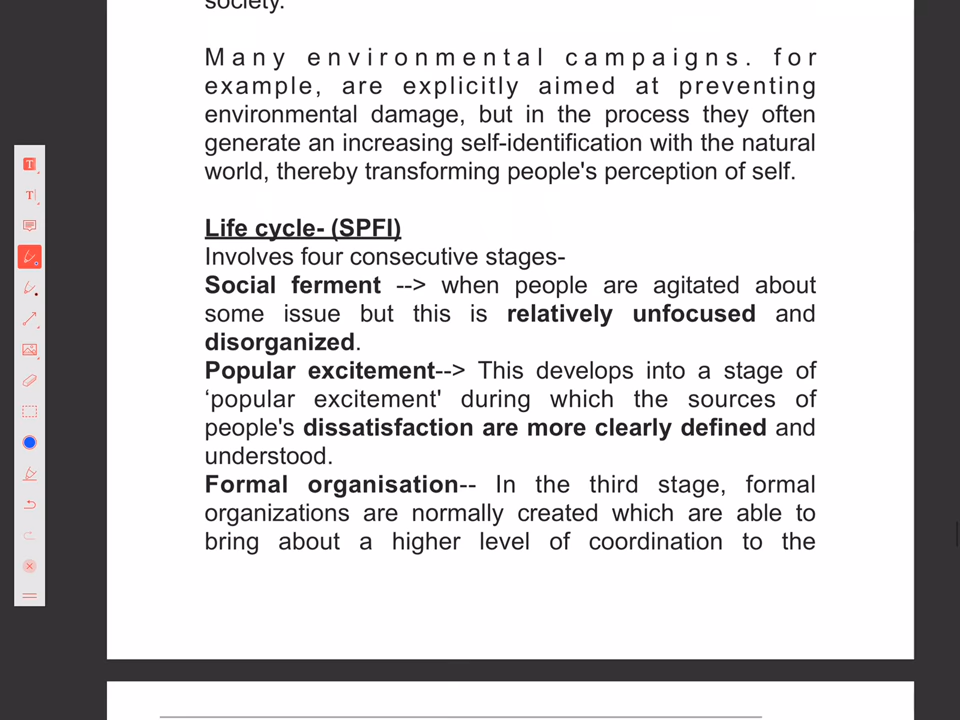 society.
Many environmental campaigns. for
example, are explicitly aimed at preventing
environmental damage, but in the process they often
generate an increasing self-identification with the natural
world, thereby transforming people's perception of self.
Life cycle- (SPFI)
Involves four consecutive stages-
Social ferment --> when people are agitated about
some issue but this is relatively unfocused and
disorganized.
Popular excitement--> This develops into a stage of
‘popular excitement' during which the sources of
people's dissatisfaction are more clearly defined and
understood.
Formal organisation-- In the third stage, formal
organizations are normally created which are able to
bring about a higher level of coordination to the